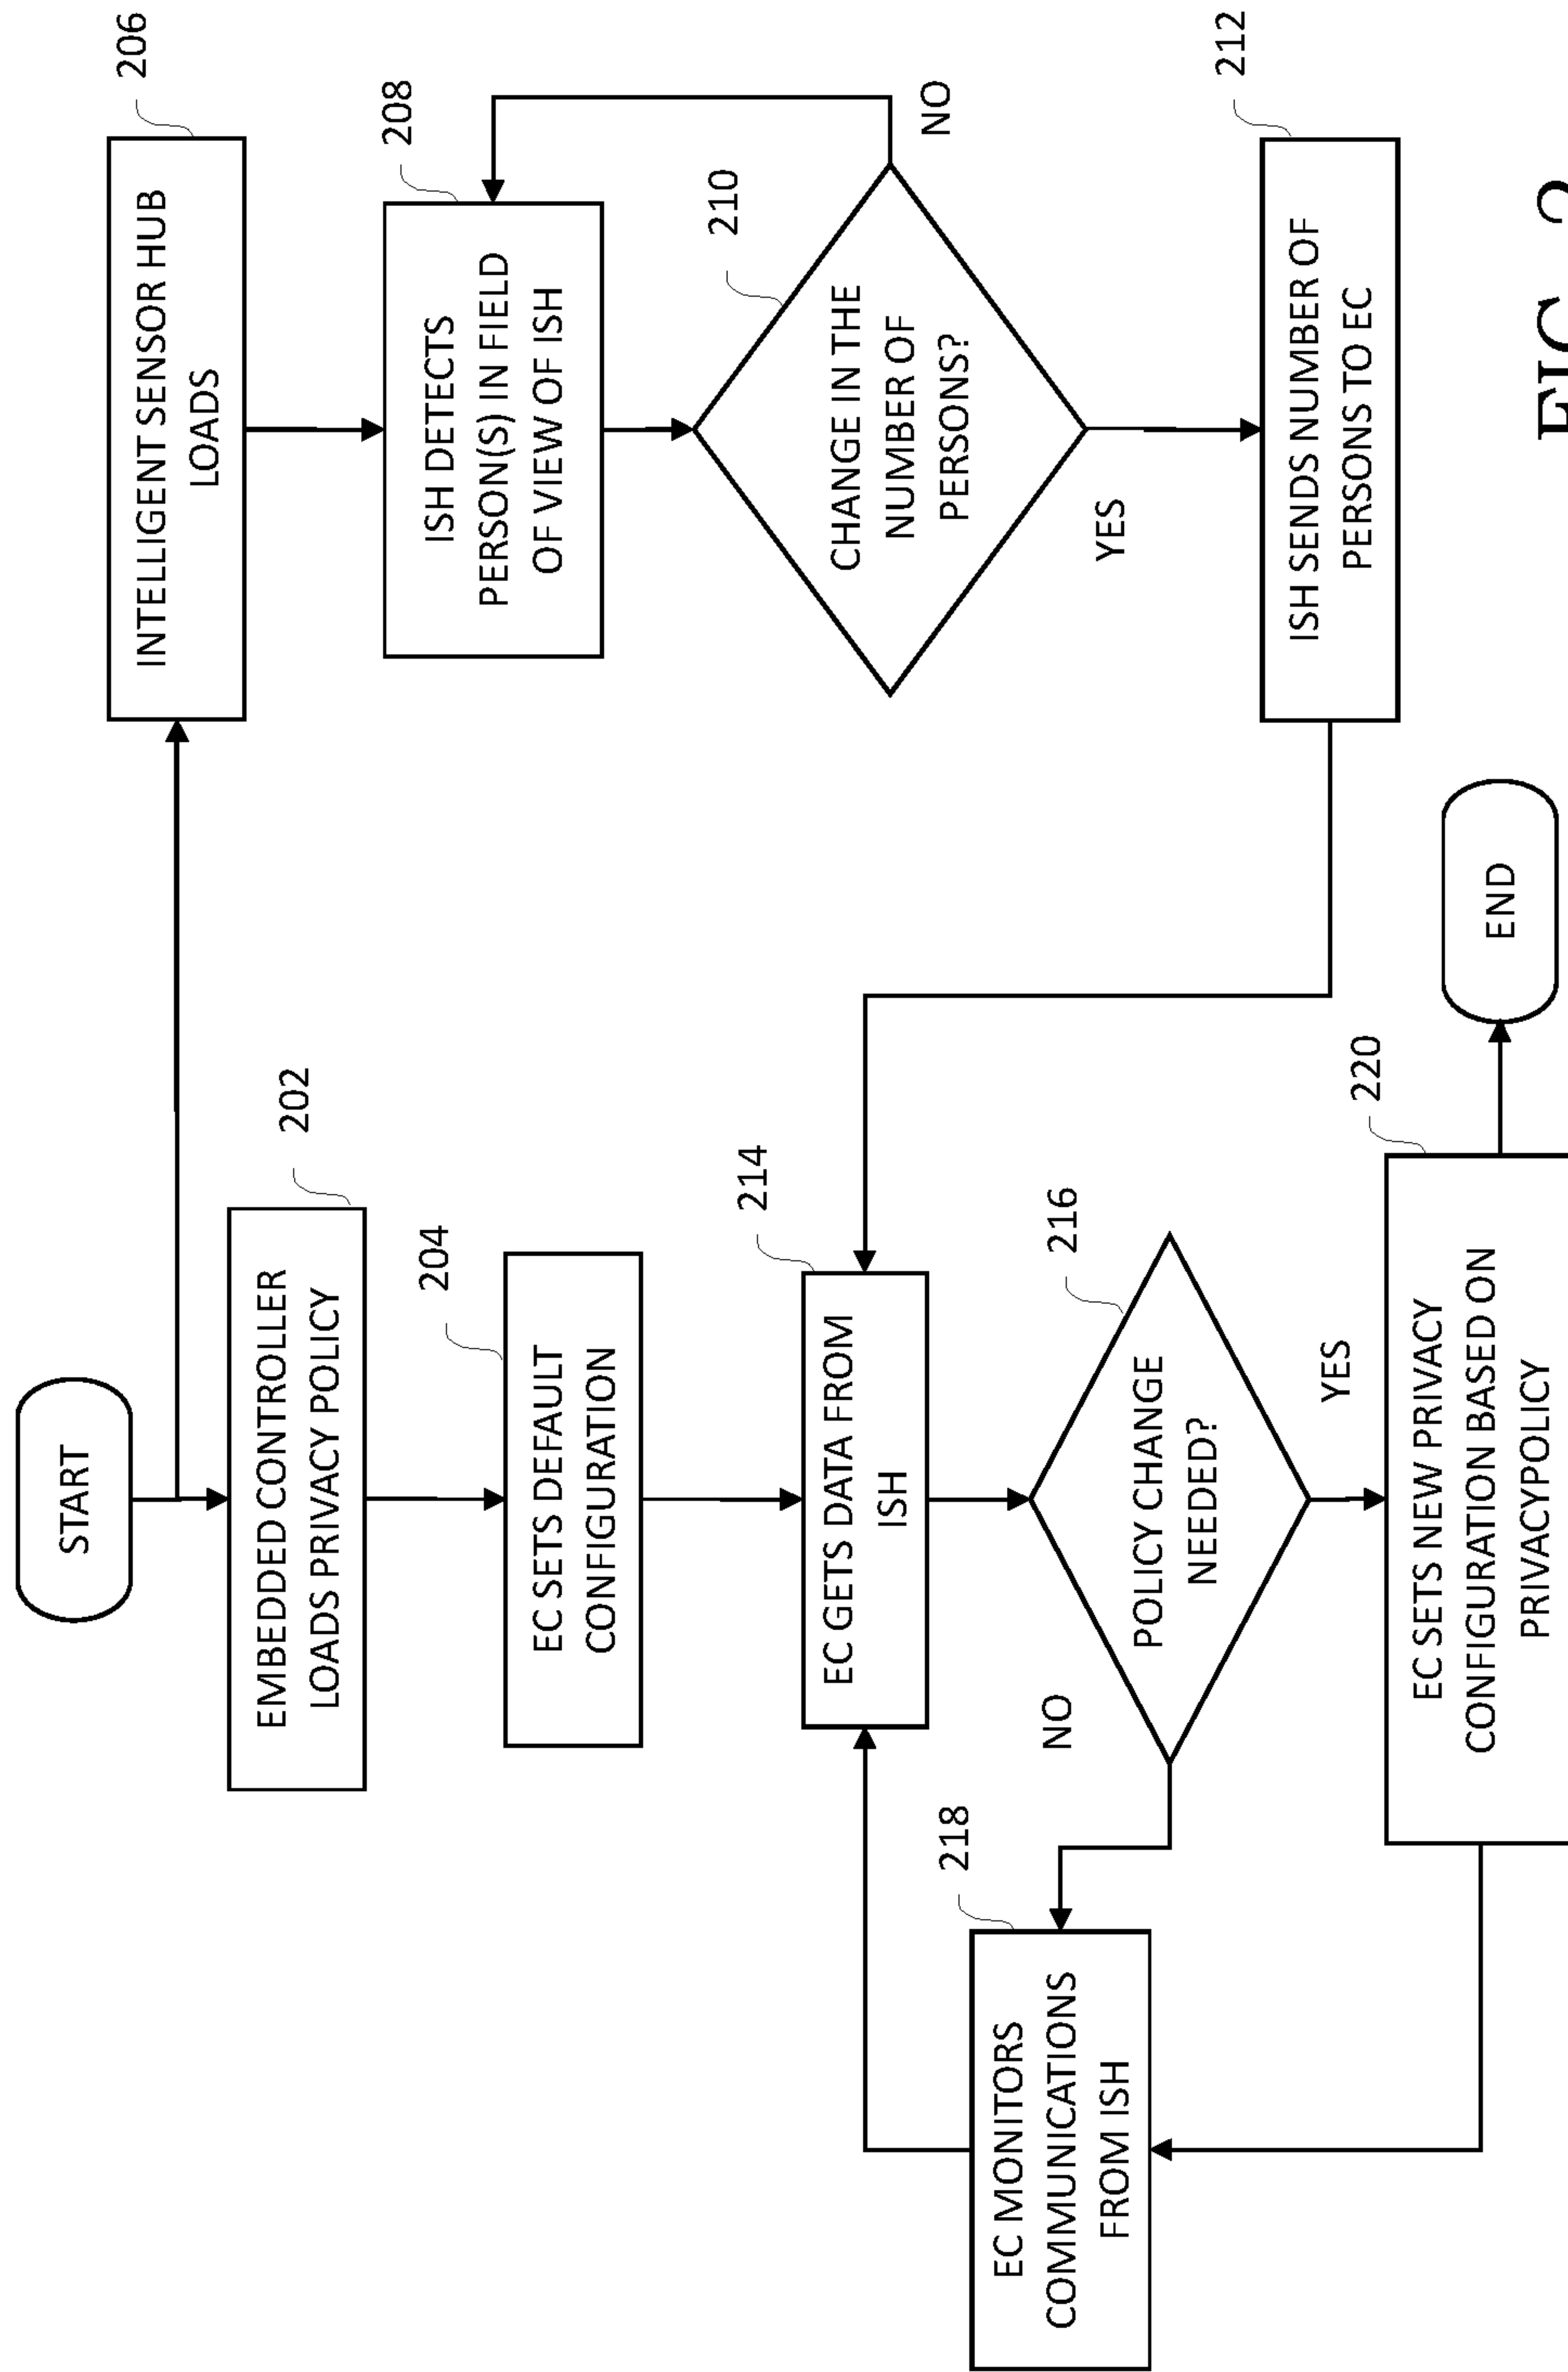 START
EMBEDDED CONTROLLER
LOADS PRIVACY POLICY
202
EC SETS DEFAULT
CONFIGURATION
204
INTELLIGENT SENSOR HUB
LOADS
206
ISH DETECTS
PERSON(S) IN FIELD
OF VIEW OF ISH
208
CHANGE IN THE
NUMBER OF
PERSONS?
210
NO
YES
ISH SENDS NUMBER OF
PERSONS TO EC
212
EC GETS DATA FROM
ISH
214
POLICY CHANGE
NEEDED?
216
NO
YES
EC MONITORS
COMMUNICATIONS
FROM ISH
218
EC SETS NEW PRIVACY
CONFIGURATION BASED ON
PRIVACYPOLICY
220
END